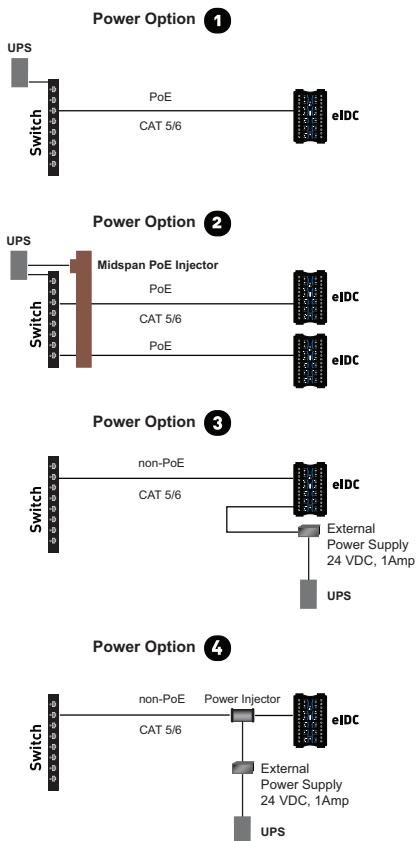 Power Option 1
UPS
Switch
PoE
CAT 5/6
eIDC
Power Option 2
UPS
Midspan PoE Injector
Switch
PoE
CAT 5/6
PoE
eIDC
eIDC
Power Option 3
Switch
non-PoE
CAT 5/6
eIDC
External
Power Supply
24 VDC, 1Amp
UPS
Power Option 4
Switch
non-PoE
Power Injector
CAT 5/6
eIDC
External
Power Supply
24 VDC, 1Amp
UPS